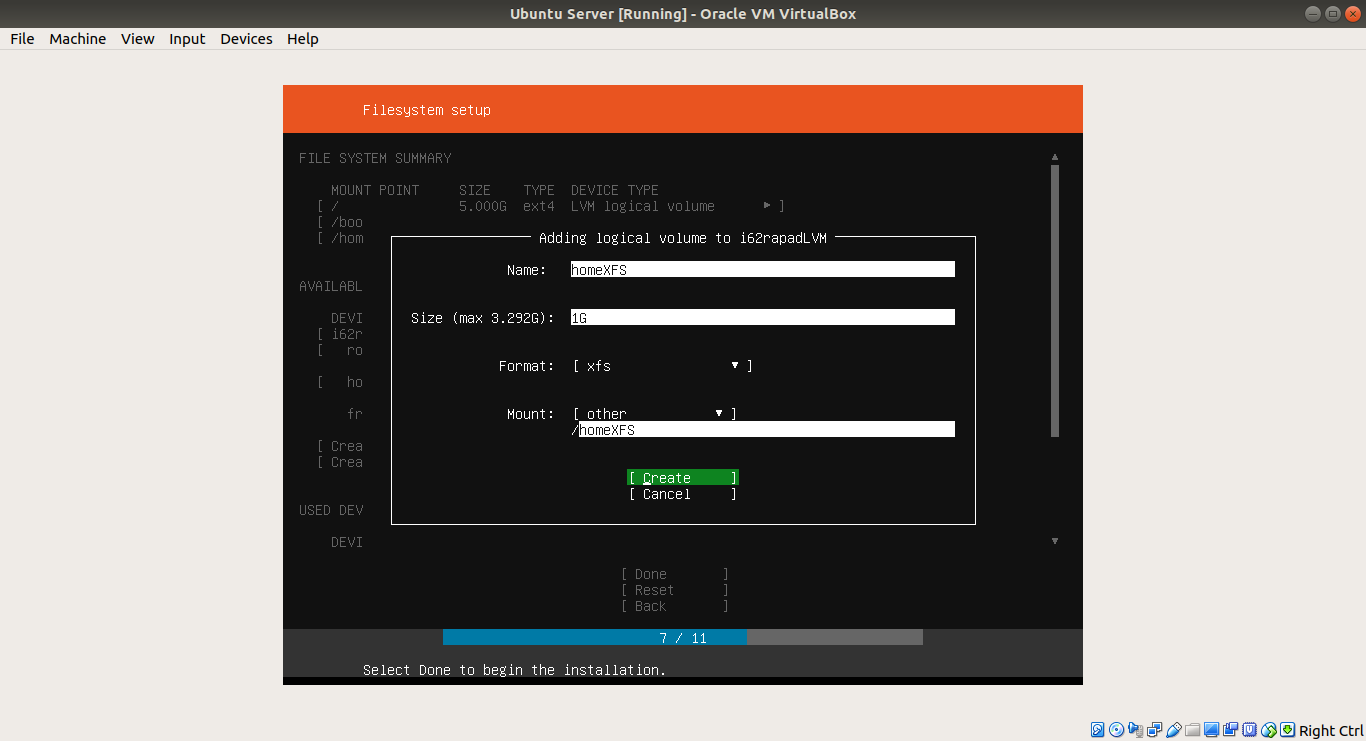 Ubuntu Server [Running] - Oracle VM VirtualBox
File Machine View Input Devices Help
Filesystem setup
FILE SYSTEM SUMMARY
MOUNT POINT SIZE TYPE DEVICE TYPE
[ / 5.000G ext4 LVM logical volume ▸ ]
[ /boo
[ /hom
Adding logical volume to i62rapadLVM
Name: homeXFS
AVAILABL
Size (max 3.292G): 1G
DEVI
[ i62r
[ ro
Format: [ xfs ▾ ]
[ ho
Mount: [ other ▾ ]
fr
/homeXFS
[ Crea
[ Crea
[ Create ]
[ Cancel ]
USED DEV
DEVI
[ Done ]
[ Reset ]
[ Back ]
7 / 11
Select Done to begin the installation.
Right Ctrl